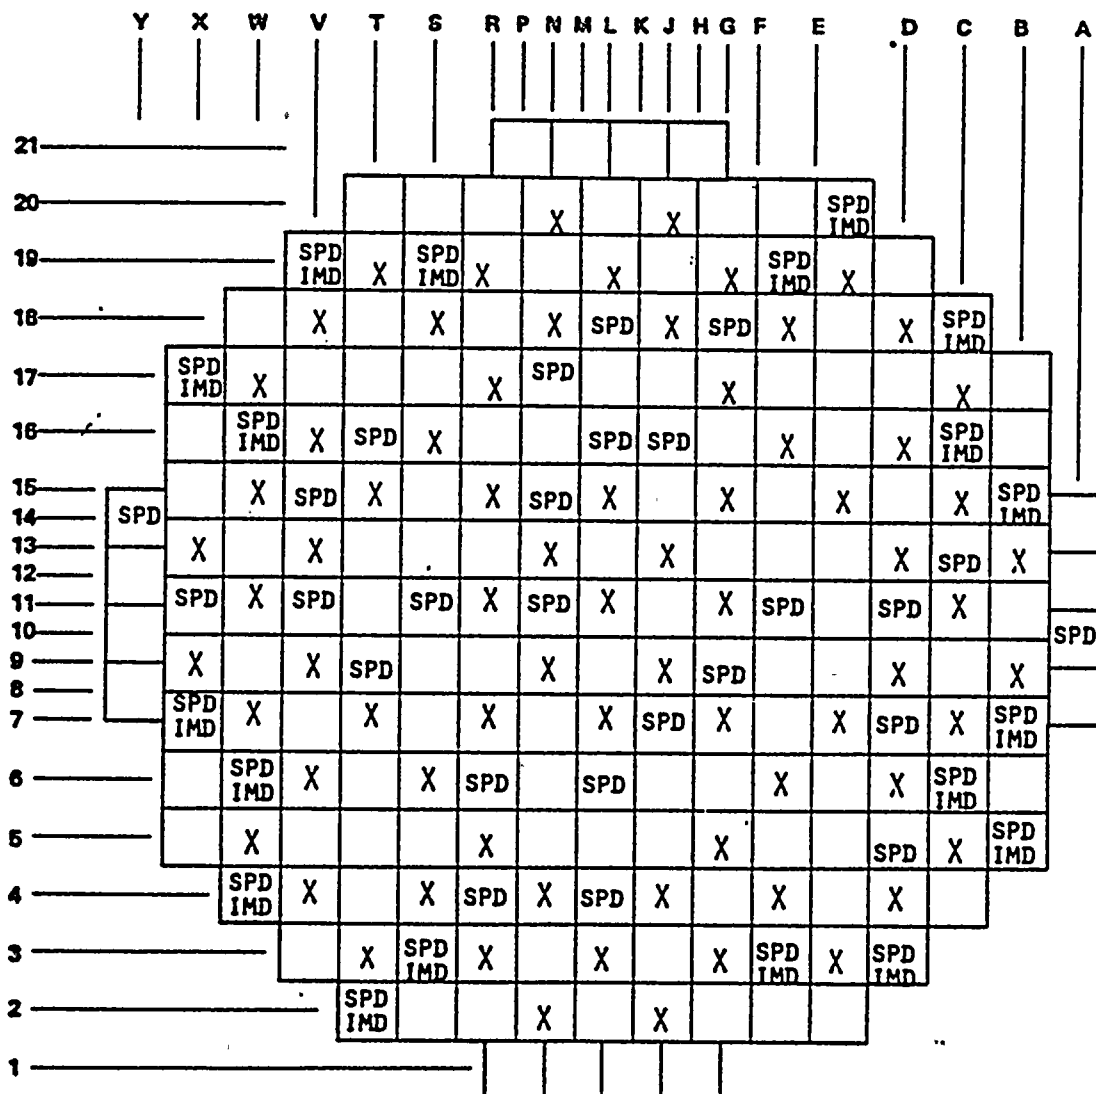 Y X W V T S R P N M L K J H G F E D C B A
21
20 X X SPD IMD
19 SPD IMD X SPD IMD X X X SPD IMD X
18 X X X SPD X SPD X X SPD IMD
17 SPD IMD X X SPD X X
16 SPD IMD X SPD X SPD SPD X X SPD IMD
15 X SPD X X SPD X X X X SPD IMD
14 SPD
13 X X X X X SPD X
12
11 SPD X SPD SPD X SPD X X SPD SPD X
10 SPD
9 X X SPD X X SPD X X
8
7 SPD IMD X X X X SPD X X SPD X SPD IMD
6 SPD IMD X X SPD SPD X X SPD IMD
5 X X X SPD X SPD IMD
4 SPD IMD X X SPD X SPD X X X
3 X SPD IMD X X X SPD IMD X SPD IMD
2 SPD IMD X X
1